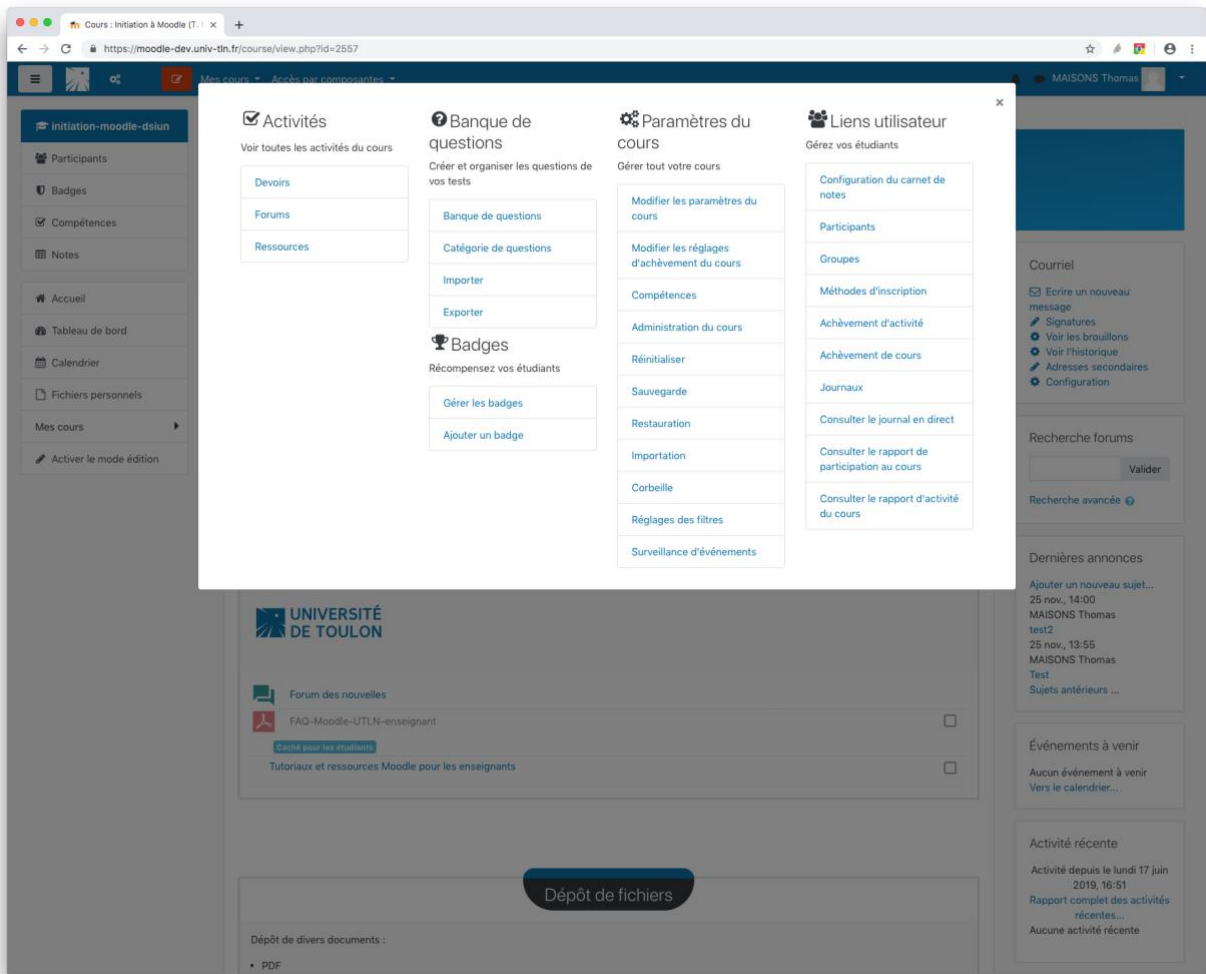 Cours : Initiation à Moodle (T.
https://moodle-dev.univ-tln.fr/course/view.php?id=2557
Mes cours
Accès par composantes
MAISONS Thomas
initiation-moodle-dsiun
Participants
Badges
Compétences
Notes
Accueil
Tableau de bord
Calendrier
Fichiers personnels
Mes cours
Activer le mode édition
Activités
Voir toutes les activités du cours
Devoirs
Forums
Ressources
Banque de
questions
Créer et organiser les questions de
vos tests
Banque de questions
Catégorie de questions
Importer
Exporter
Badges
Récompensez vos étudiants
Gérer les badges
Ajouter un badge
Paramètres du
cours
Gérer tout votre cours
Modifier les paramètres du
cours
Modifier les réglages
d'achèvement du cours
Compétences
Administration du cours
Réinitialiser
Sauvegarde
Restauration
Importation
Corbeille
Réglages des filtres
Surveillance d'événements
Liens utilisateur
Gérez vos étudiants
Configuration du carnet de
notes
Participants
Groupes
Méthodes d'inscription
Achèvement d'activité
Achèvement de cours
Journaux
Consulter le journal en direct
Consulter le rapport de
participation au cours
Consulter le rapport d'activité
du cours
UNIVERSITÉ
DE TOULON
Forum des nouvelles
FAQ-Moodle-UTLN-enseignant
Caché pour les étudiants
Tutoriaux et ressources Moodle pour les enseignants
Dépôt de fichiers
Dépôt de divers documents :
• PDF
Courriel
Ecrire un nouveau
message
Signatures
Voir les brouillons
Voir l'historique
Adresses secondaires
Configuration
Recherche forums
Valider
Recherche avancée
Dernières annonces
Ajouter un nouveau sujet...
25 nov., 14:00
MAISONS Thomas
test2
25 nov., 13:55
MAISONS Thomas
Test
Sujets antérieurs ...
Événements à venir
Aucun événement à venir
Vers le calendrier...
Activité récente
Activité depuis le lundi 17 juin
2019, 16:51
Rapport complet des activités
récentes...
Aucune activité récente